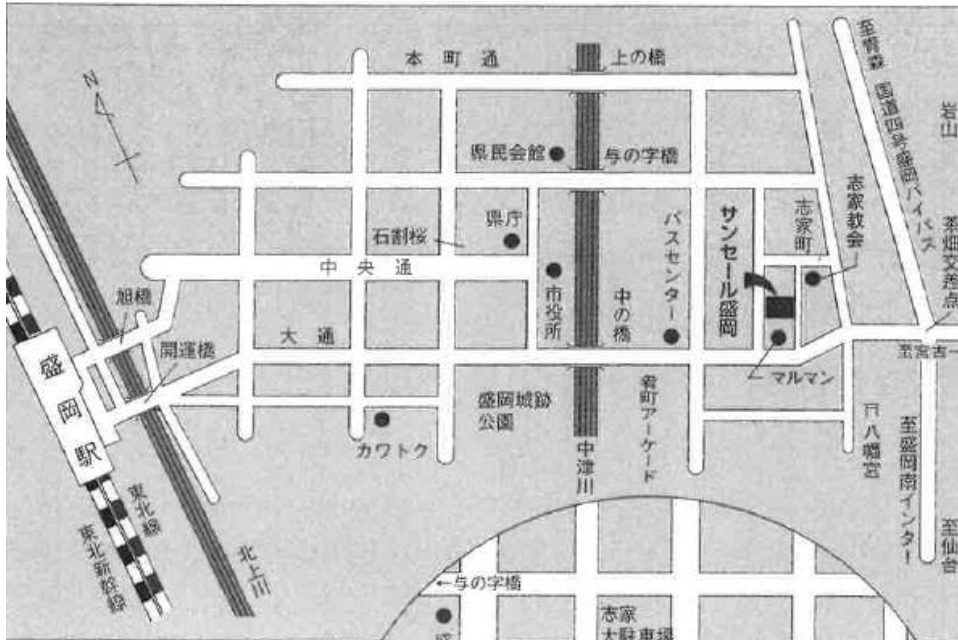 本町通
上の橋
至青森
国道四号盛岡バイパス
岩山
N
県民会館
与の字橋
志家教会
県庁
石割桜
バスセンター
サンセール盛岡
志家町
茶畑交差点
中央通
旭橋
市役所
中の橋
大通
開運橋
至宮古
マルマン
盛岡駅
盛岡城跡
公園
肴町アーケード
カワトク
中津川
八幡宮
至盛岡南インター
至仙台
東北線
東北新幹線
北上川
←与の字橋
志家